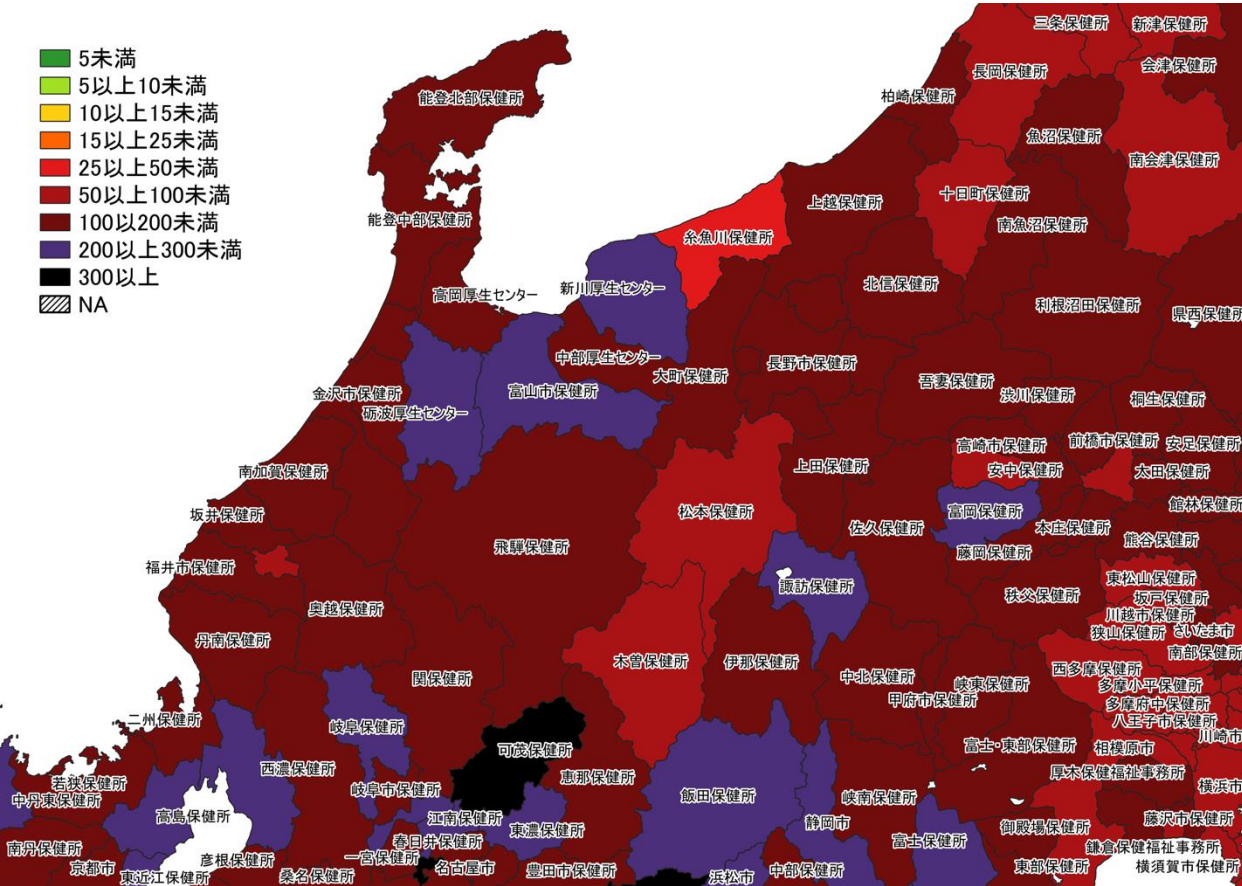 5未満
5以上10未満
10以上15未満
15以上25未満
25以上50未満
50以上100未満
100以200未満
200以上300未満
300以上
NA
三条保健所
新津保健所
長岡保健所
会津保健所
柏崎保健所
能登北部保健所
魚沼保健所
南会津保健所
十日町保健所
上越保健所
能登中部保健所
南魚沼保健所
糸魚川保健所
新川厚生センター
北信保健所
高岡厚生センター
利根沼田保健所
県西保健所
中部厚生センター
長野市保健所
大町保健所
吾妻保健所
金沢市保健所
富山市保健所
渋川保健所
桐生保健所
砺波厚生センター
高崎市保健所
前橋市保健所
安足保健所
南加賀保健所
上田保健所
安中保健所
太田保健所
館林保健所
坂井保健所
松本保健所
富岡保健所
佐久保健所
本庄保健所
飛騨保健所
熊谷保健所
藤岡保健所
福井市保健所
東松山保健所
諏訪保健所
秩父保健所
坂戸保健所
奥越保健所
川越市保健所
狭山保健所
さいたま市
丹南保健所
南部保健所
木曽保健所
伊那保健所
西多摩保健所
関保健所
中北保健所
峡東保健所
多摩小平保健所
甲府市保健所
多摩府中保健所
二州保健所
八王子市保健所
岐阜保健所
川崎市
可茂保健所
富士・東部保健所
相模原市
西濃保健所
恵那保健所
厚木保健福祉事務所
若狭保健所
横浜市
中丹東保健所
岐阜市保健所
飯田保健所
峡南保健所
高島保健所
江南保健所
藤沢市保健所
東濃保健所
静岡市
御殿場保健所
南丹保健所
春日井保健所
富士保健所
鎌倉保健福祉事務所
彦根保健所
一宮保健所
京都市
名古屋市
豊田市保健所
中部保健所
東部保健所
横須賀市保健所
東近江保健所
桑名保健所
浜松市